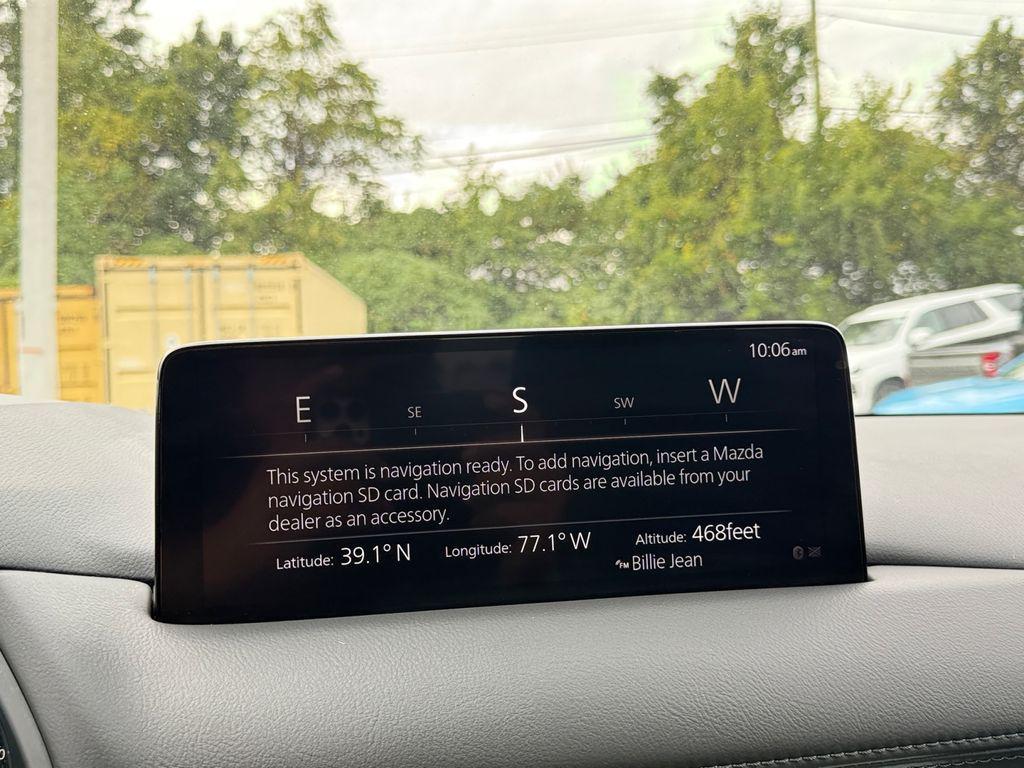 10:06am
E SE S SW W
This system is navigation ready. To add navigation, insert a Mazda
navigation SD card. Navigation SD cards are available from your
dealer as an accessory.
Latitude: 39.1° N Longitude: 77.1° W Altitude: 468feet
FM Billie Jean